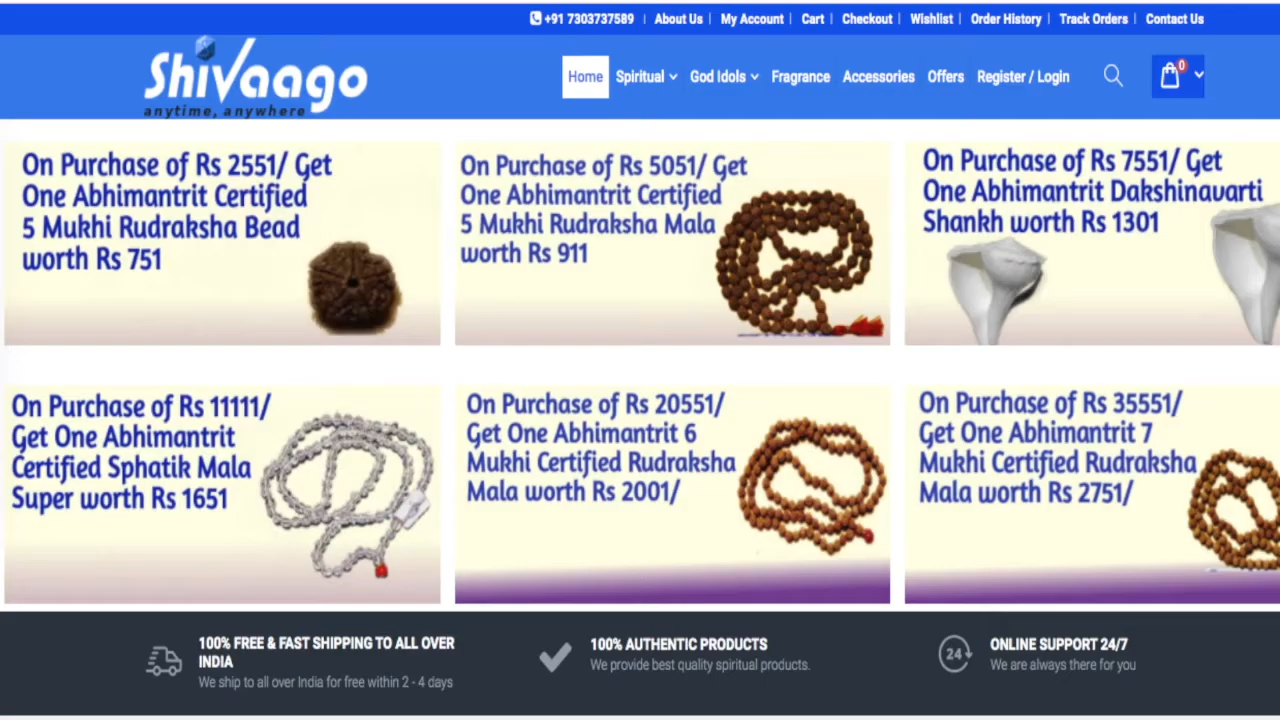 +91 7303737589 | About Us | My Account | Cart | Checkout | Wishlist | Order History | Track Orders | Contact Us
Shivaago
anytime, anywhere
Home Spiritual God Idols Fragrance Accessories Offers Register / Login 0
On Purchase of Rs 2551/ Get
One Abhimantrit Certified
5 Mukhi Rudraksha Bead
worth Rs 751
On Purchase of Rs 5051/ Get
One Abhimantrit Certified
5 Mukhi Rudraksha Mala
worth Rs 911
On Purchase of Rs 7551/ Get
One Abhimantrit Dakshinavarti
Shankh worth Rs 1301
On Purchase of Rs 11111/
Get One Abhimantrit
Certified Sphatik Mala
Super worth Rs 1651
On Purchase of Rs 20551/
Get One Abhimantrit 6
Mukhi Certified Rudraksha
Mala worth Rs 2001/
On Purchase of Rs 35551/
Get One Abhimantrit 7
Mukhi Certified Rudraksha
Mala worth Rs 2751/
100% FREE & FAST SHIPPING TO ALL OVER
INDIA
We ship to all over India for free within 2 - 4 days
100% AUTHENTIC PRODUCTS
We provide best quality spiritual products.
24
ONLINE SUPPORT 24/7
We are always there for you